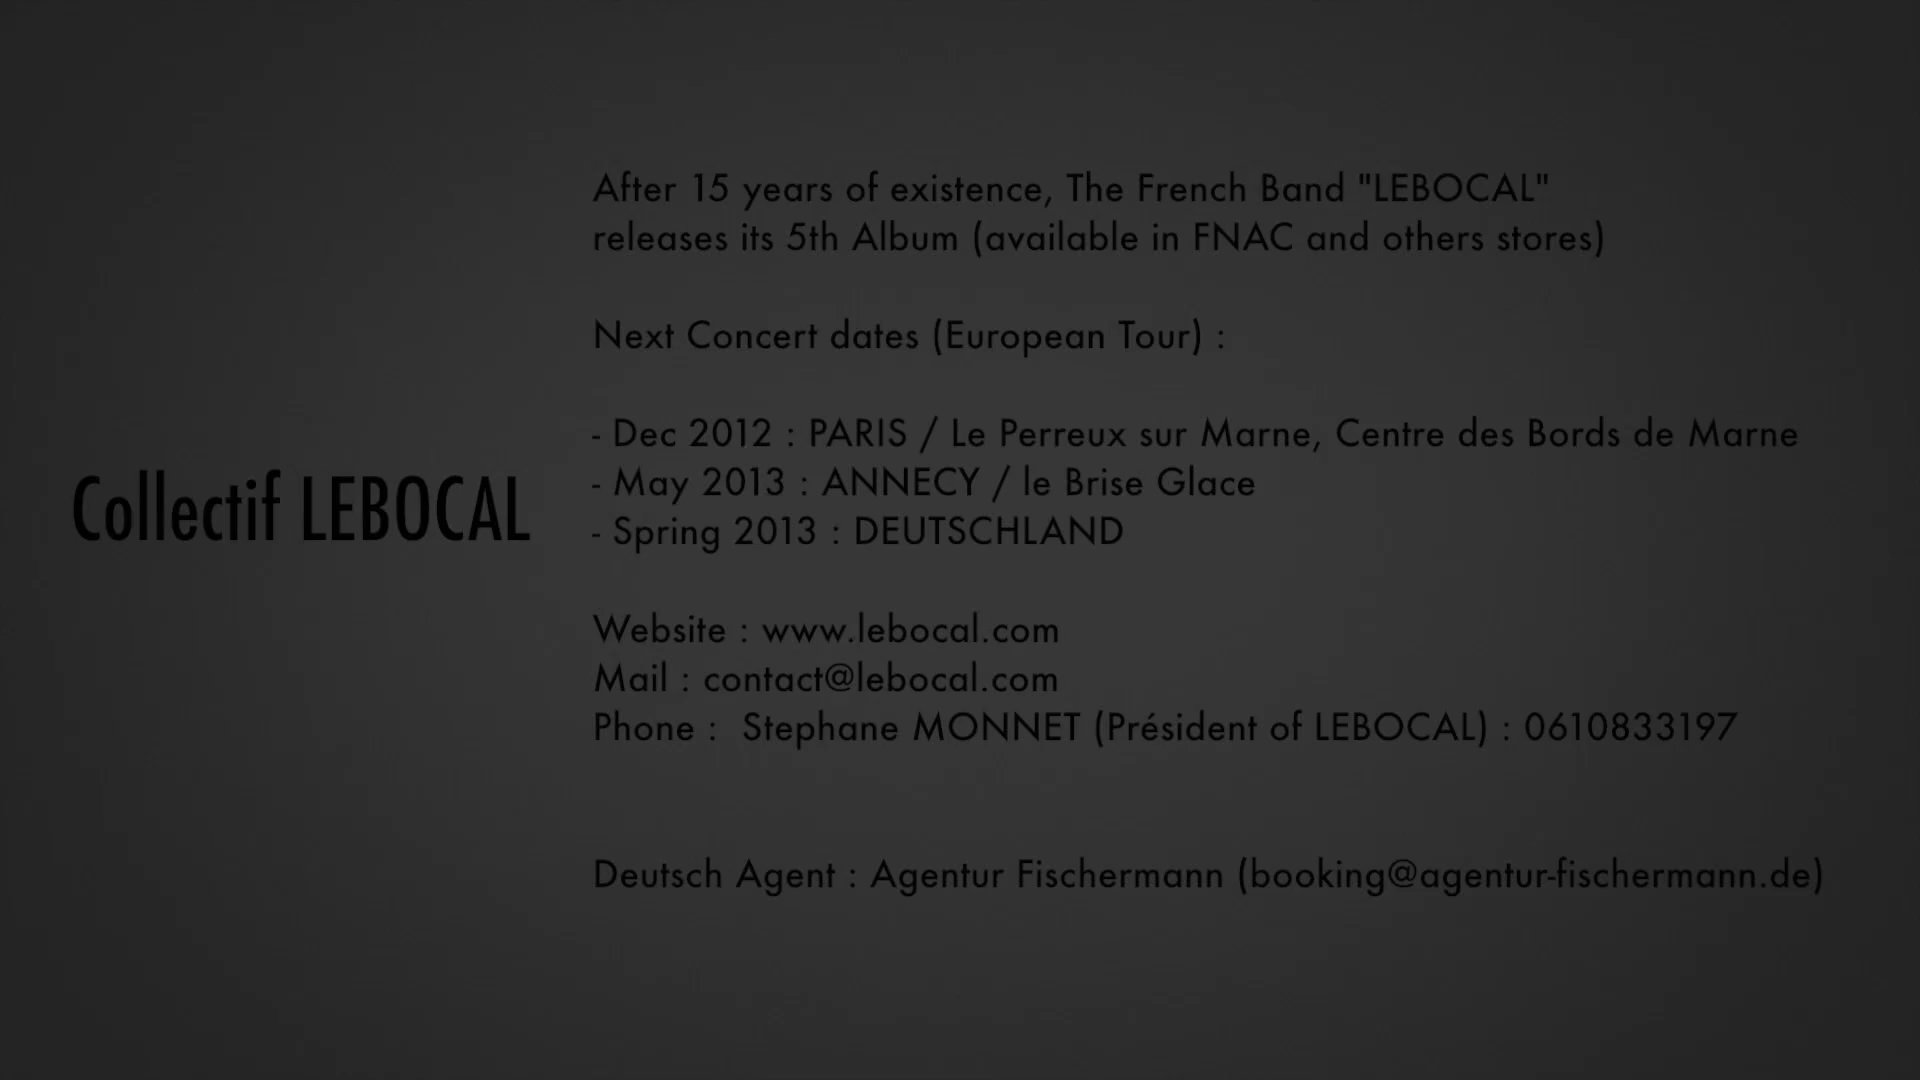 Collectif LEBOCAL
After 15 years of existence, The French Band "LEBOCAL"
releases its 5th Album (available in FNAC and others stores)
Next Concert dates (European Tour) :
- Dec 2012 : PARIS / Le Perreux sur Marne, Centre des Bords de Marne
- May 2013 : ANNECY / le Brise Glace
- Spring 2013 : DEUTSCHLAND
Website : www.lebocal.com
Mail : contact@lebocal.com
Phone :  Stephane MONNET (Président of LEBOCAL) : 0610833197
Deutsch Agent : Agentur Fischermann (booking@agentur-fischermann.de)